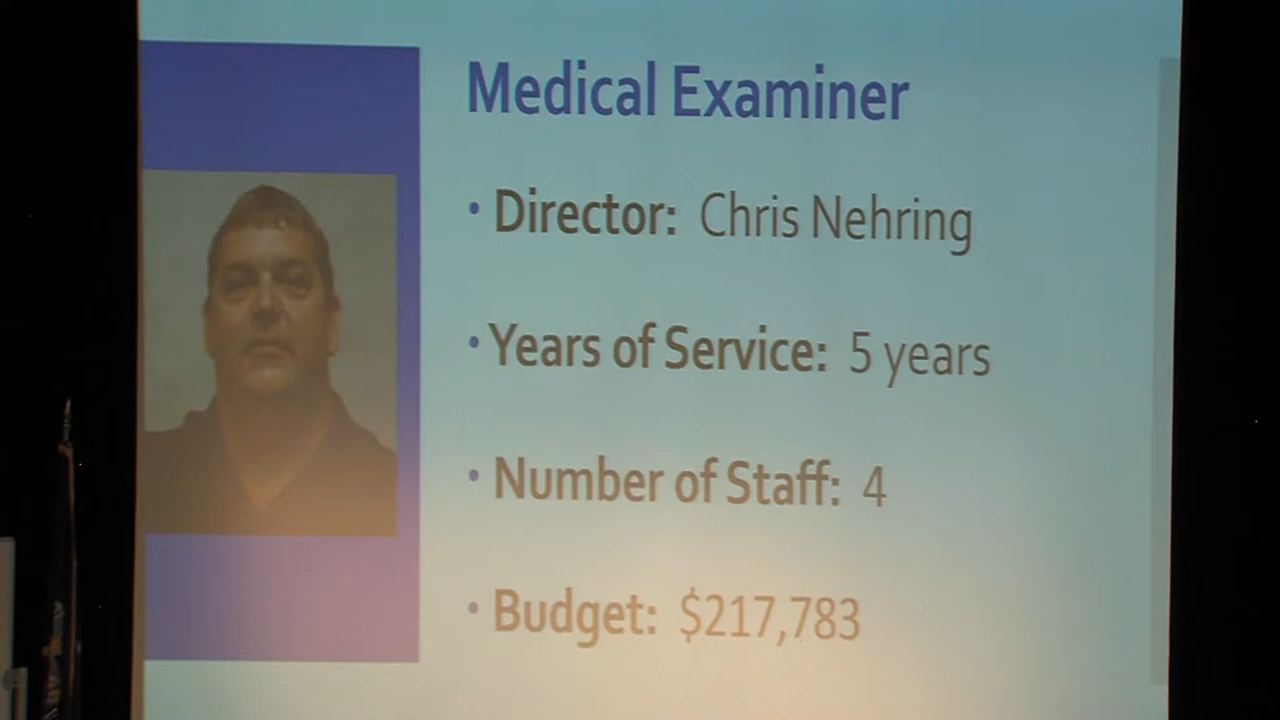 Medical Examiner
• Director: Chris Nehring
• Years of Service: 5 years
• Number of Staff: 4
• Budget: $217,783